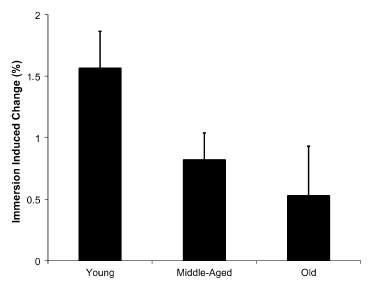 2
1.5
1
0.5
0
Immersion Induced Change (%)
Young
Middle-Aged
Old